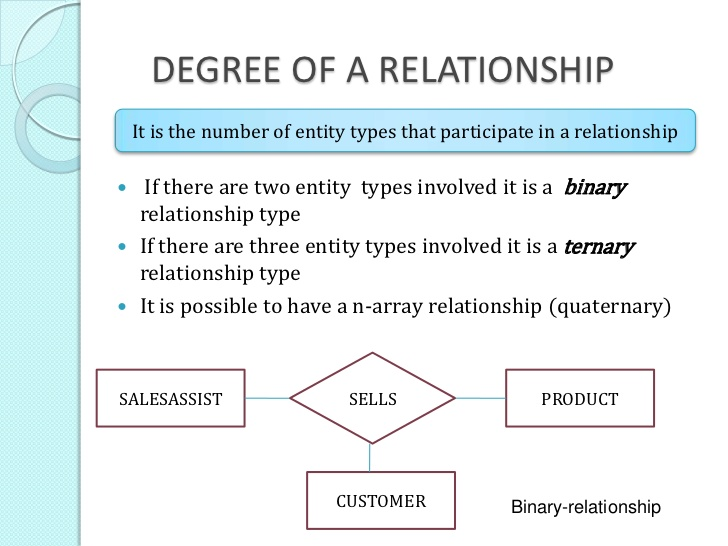 DEGREE OF A RELATIONSHIP
It is the number of entity types that participate in a relationship
If there are two entity types involved it is a binary
relationship type
If there are three entity types involved it is a ternary
relationship type
It is possible to have a n-array relationship (quaternary)
SALESASSIST
SELLS
PRODUCT
CUSTOMER
Binary-relationship